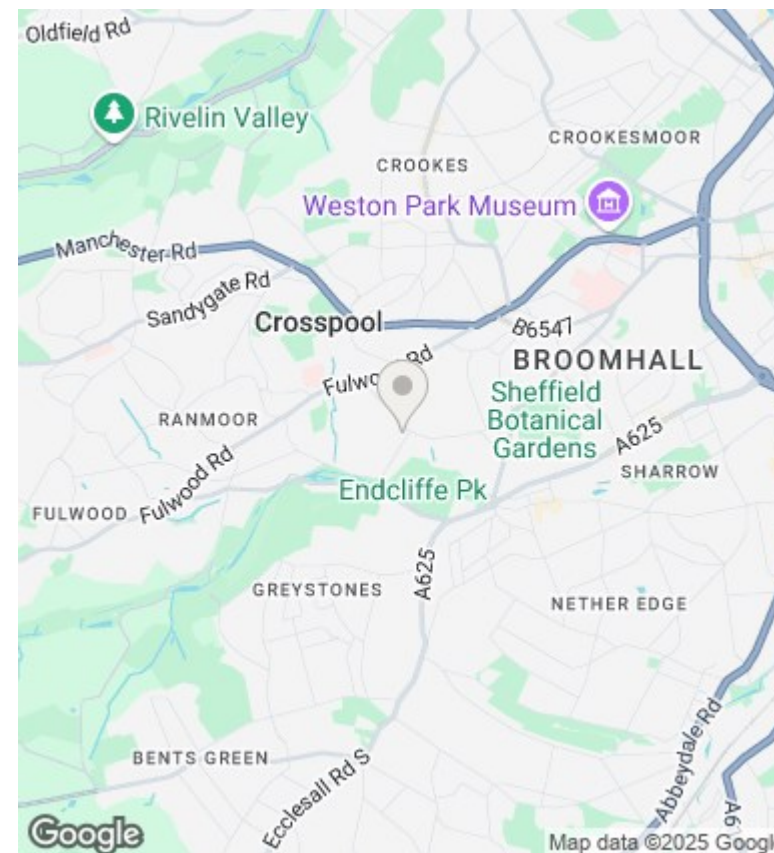 Oldfield Rd
Rivelin Valley
CROOKESMOOR
CROOKES
Weston Park Museum
Manchester Rd
Sandygate Rd
Crosspool
B6547
BROOMHALL
Fulwood Rd
Sheffield
Botanical
Gardens
RANMOOR
A625
SHARROW
Endcliffe Pk
Fulwood Rd
FULWOOD
A625
GREYSTONES
NETHER EDGE
BENTS GREEN
Ecclesall Rd S
Abbeydale Rd
A6
Google
Map data ©2025 Googl